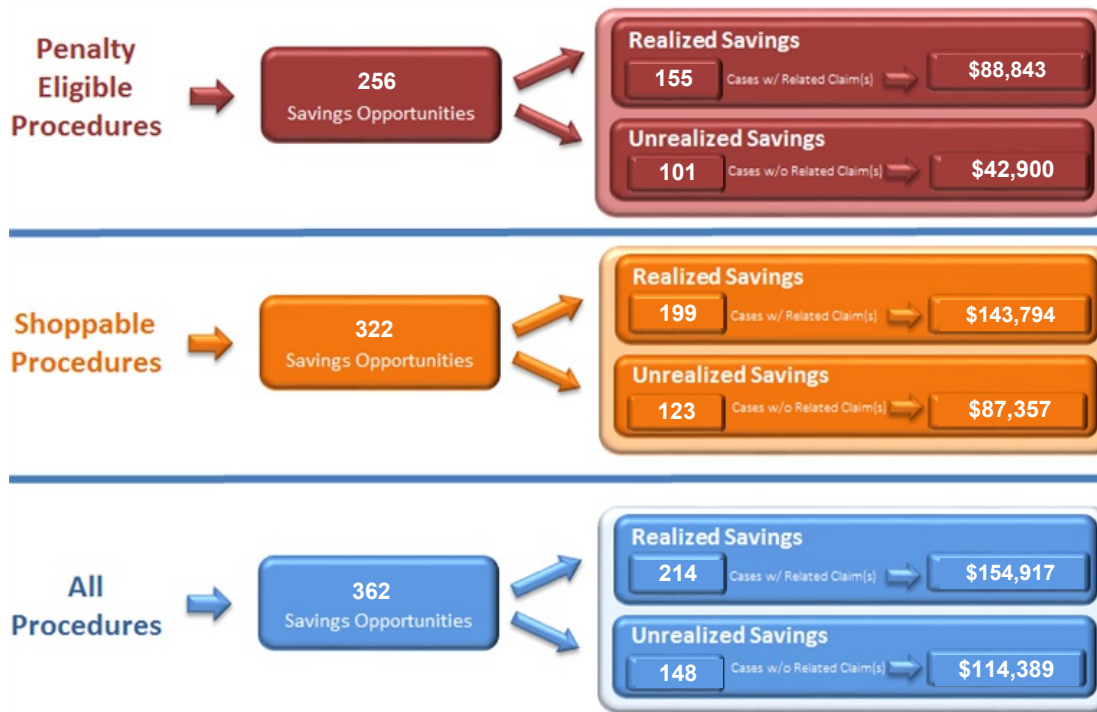 Penalty
Eligible
Procedures
256
Savings Opportunities
Realized Savings
155 Cases w/ Related Claim(s) $88,843
Unrealized Savings
101 Cases w/o Related Claim(s) $42,900
Shoppable
Procedures
322
Savings Opportunities
Realized Savings
199 Cases w/ Related Claim(s) $143,794
Unrealized Savings
123 Cases w/o Related Claim(s) $87,357
All
Procedures
362
Savings Opportunities
Realized Savings
214 Cases w/ Related Claim(s) $154,917
Unrealized Savings
148 Cases w/o Related Claim(s) $114,389